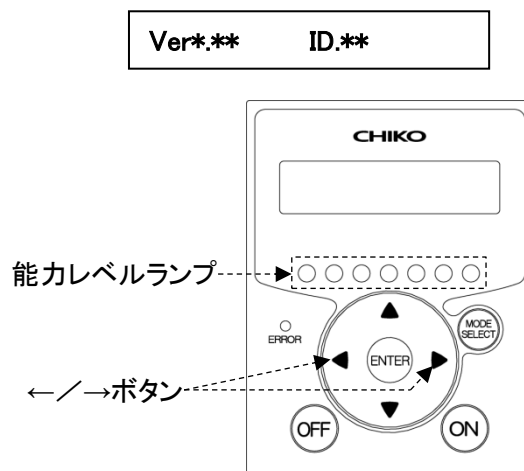 Ver*.** ID.**
CHIKO
能力レベルランプ
MODE
SELECT
ERROR
ENTER
←／→ボタン
OFF
ON